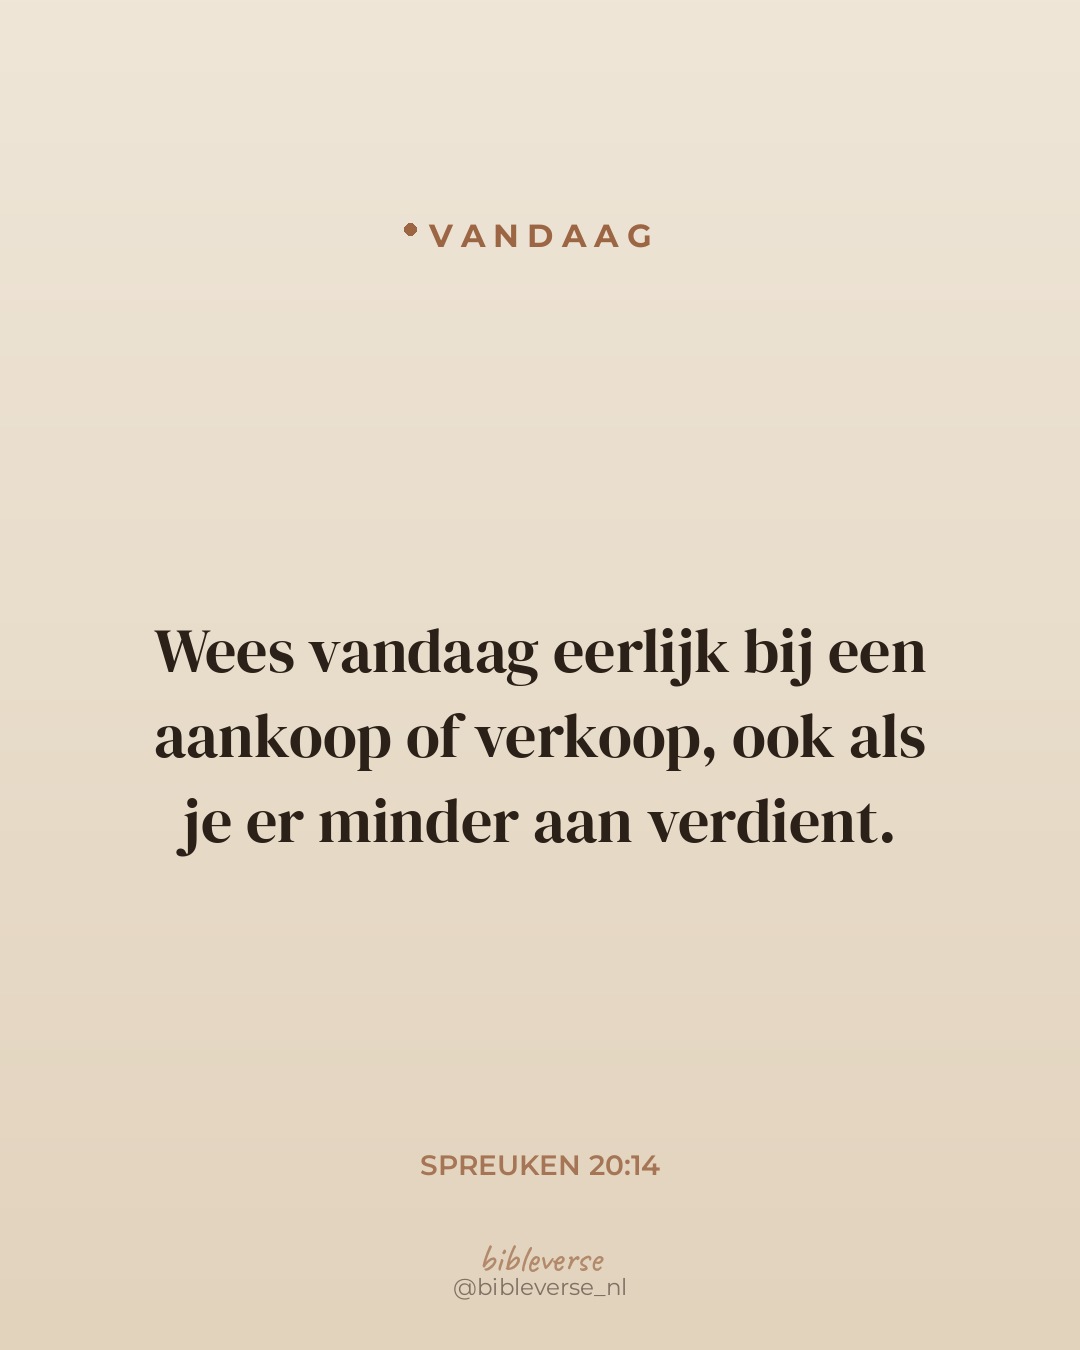 VANDAAG
Wees vandaag eerlijk bij een
aankoop of verkoop, ook als
je er minder aan verdient.
SPREUKEN 20:14
bibleverse
@bibleverse_nl